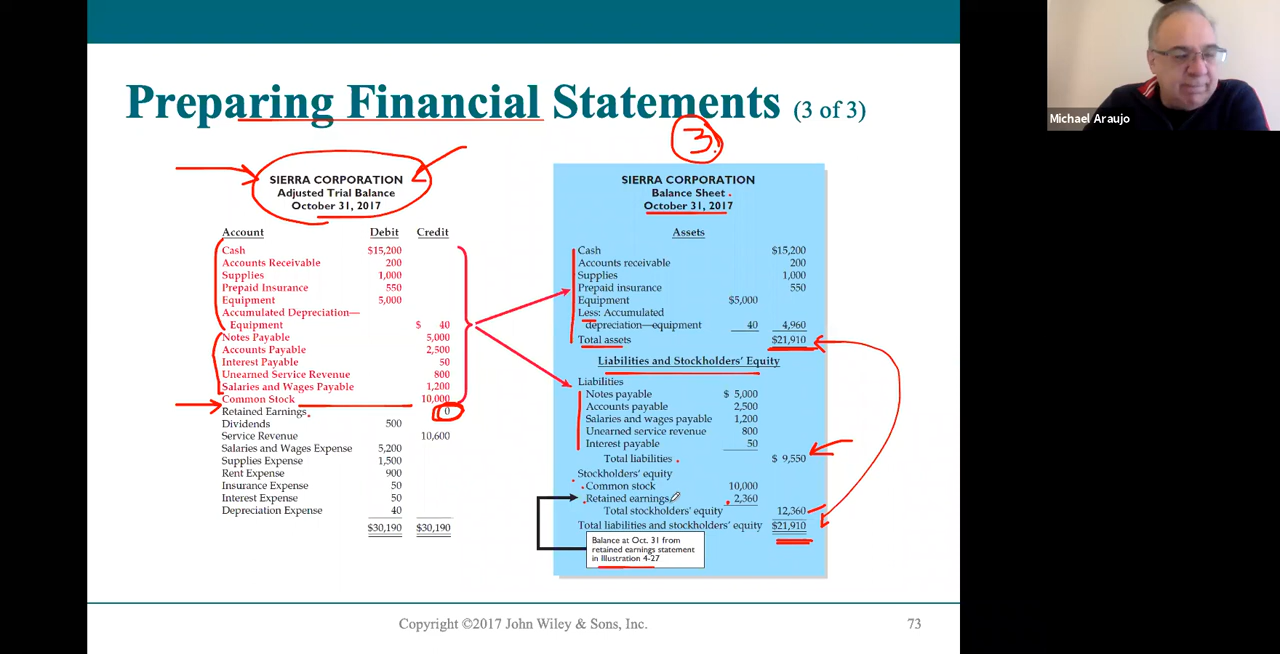 Preparing Financial Statements (3 of 3)
3.
SIERRA CORPORATION
Adjusted Trial Balance
October 31, 2017
Account Debit Credit
Cash $15,200
Accounts Receivable 200
Supplies 1,000
Prepaid Insurance 550
Equipment 5,000
Accumulated Depreciation—
Equipment $ 40
Notes Payable 5,000
Accounts Payable 2,500
Interest Payable 50
Unearned Service Revenue 800
Salaries and Wages Payable 1,200
Common Stock 10,000
Retained Earnings 0
Dividends 500
Service Revenue 10,600
Salaries and Wages Expense 5,200
Supplies Expense 1,500
Rent Expense 900
Insurance Expense 50
Interest Expense 50
Depreciation Expense 40
$30,190 $30,190
SIERRA CORPORATION
Balance Sheet
October 31, 2017
Assets
Cash $15,200
Accounts receivable 200
Supplies 1,000
Prepaid insurance 550
Equipment $5,000
Less: Accumulated
depreciation—equipment 40 4,960
Total assets $21,910
Liabilities and Stockholders' Equity
Liabilities
Notes payable $ 5,000
Accounts payable 2,500
Salaries and wages payable 1,200
Unearned service revenue 800
Interest payable 50
Total liabilities $ 9,550
Stockholders' equity
Common stock 10,000
Retained earnings 2,360
Total stockholders' equity 12,360
Total liabilities and stockholders' equity $21,910
Balance at Oct. 31 from
retained earnings statement
in Illustration 4-27
Copyright ©2017 John Wiley & Sons, Inc. 73
Michael Araujo